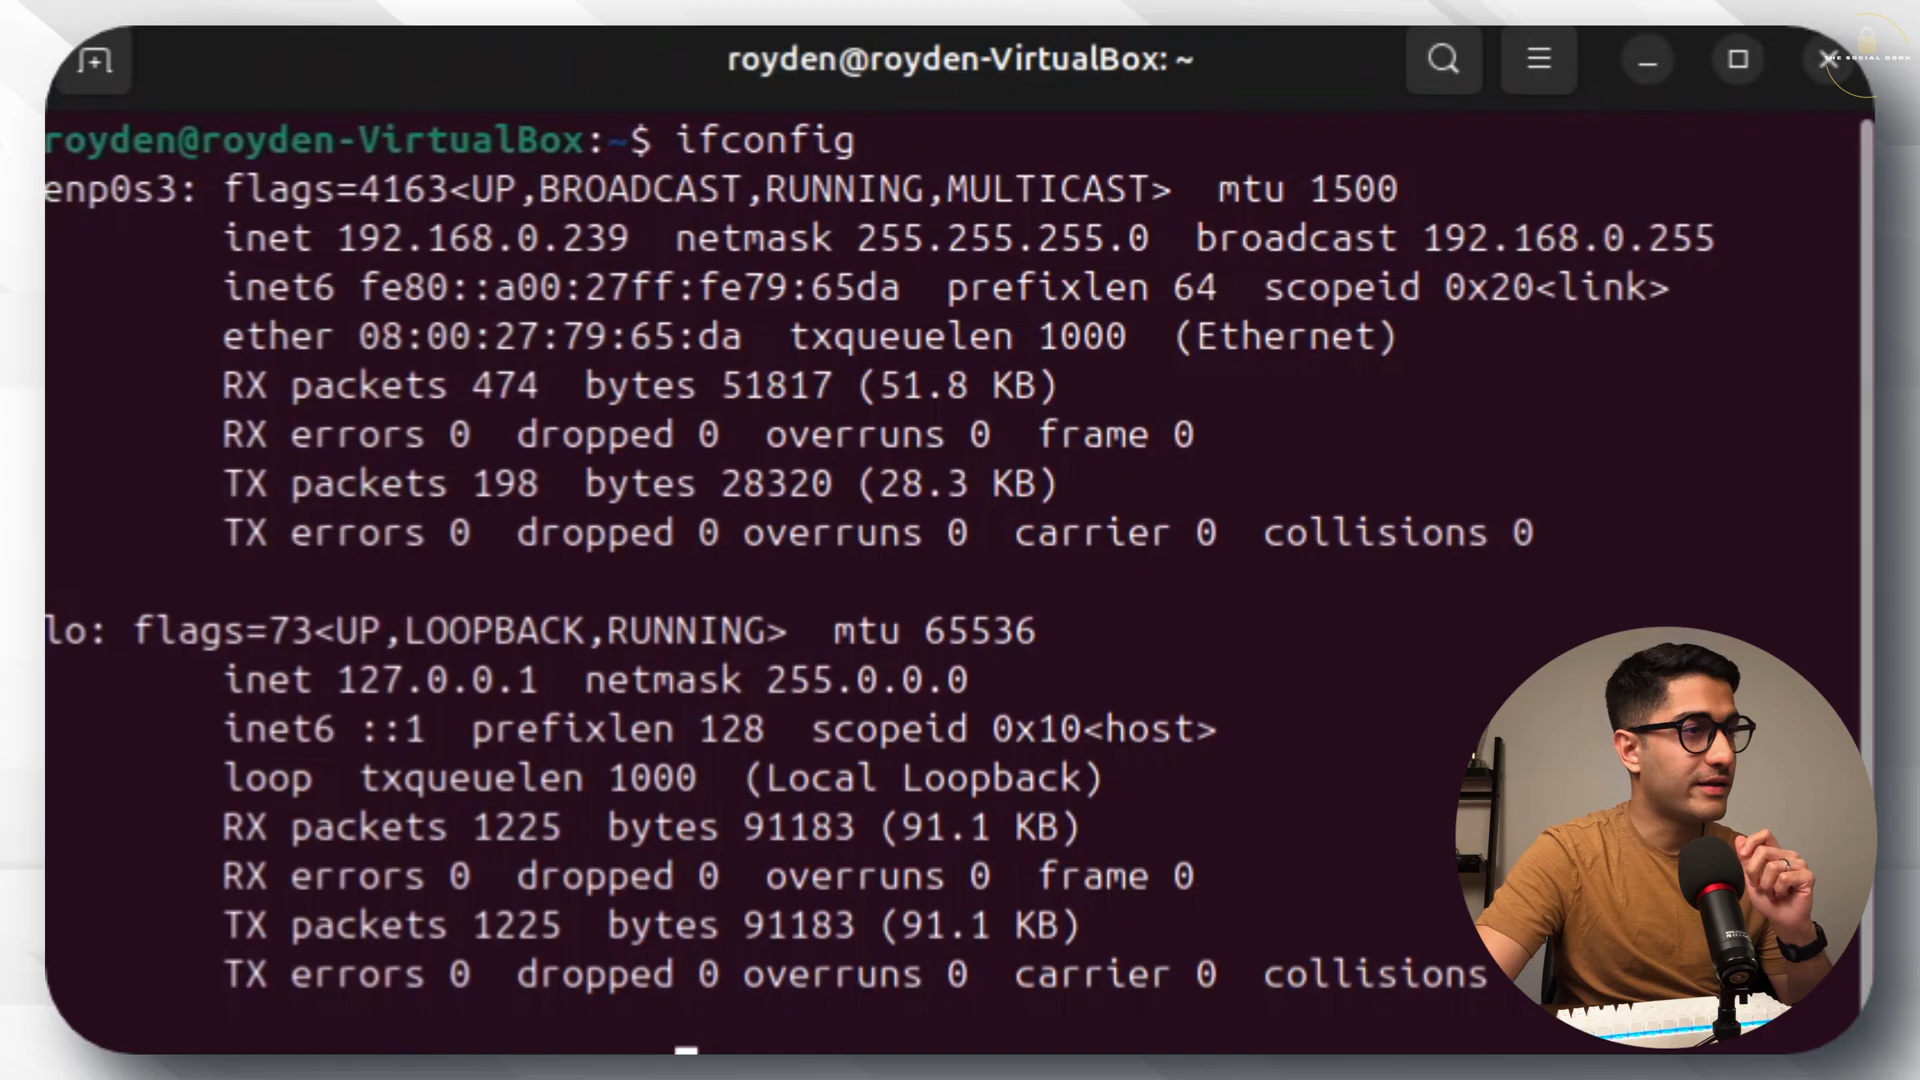 royden@royden-VirtualBox: ~
THE SOCIAL DORK
royden@royden-VirtualBox:~$ ifconfig
enp0s3: flags=4163<UP,BROADCAST,RUNNING,MULTICAST>  mtu 1500
inet 192.168.0.239  netmask 255.255.255.0  broadcast 192.168.0.255
inet6 fe80::a00:27ff:fe79:65da  prefixlen 64  scopeid 0x20<link>
ether 08:00:27:79:65:da  txqueuelen 1000  (Ethernet)
RX packets 474  bytes 51817 (51.8 KB)
RX errors 0  dropped 0  overruns 0  frame 0
TX packets 198  bytes 28320 (28.3 KB)
TX errors 0  dropped 0 overruns 0  carrier 0  collisions 0
lo: flags=73<UP,LOOPBACK,RUNNING>  mtu 65536
inet 127.0.0.1  netmask 255.0.0.0
inet6 ::1  prefixlen 128  scopeid 0x10<host>
loop  txqueuelen 1000  (Local Loopback)
RX packets 1225  bytes 91183 (91.1 KB)
RX errors 0  dropped 0  overruns 0  frame 0
TX packets 1225  bytes 91183 (91.1 KB)
TX errors 0  dropped 0 overruns 0  carrier 0  collisions